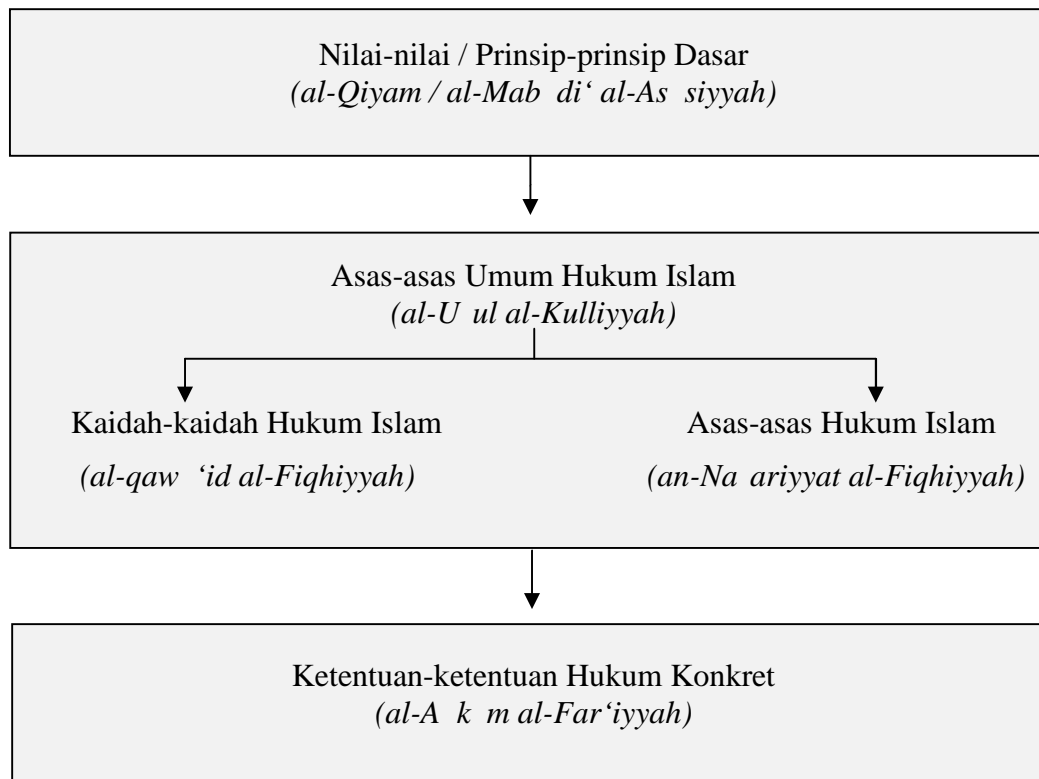 Nilai-nilai / Prinsip-prinsip Dasar
(al-Qiyam / al-Mab di‘ al-As siyyah)
Asas-asas Umum Hukum Islam
(al-U ul al-Kulliyyah)
Kaidah-kaidah Hukum Islam
(al-qaw ‘id al-Fiqhiyyah)
Asas-asas Hukum Islam
(an-Na ariyyat al-Fiqhiyyah)
Ketentuan-ketentuan Hukum Konkret
(al-A k m al-Far‘iyyah)